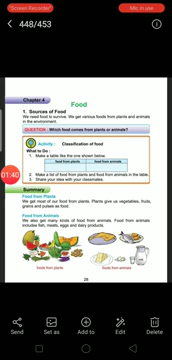 Screen Recorder
Mic in use
448/453
Chapter 4
Food
1. Sources of Food
We need food to survive. We get various foods from plants and animals
in the environment.
QUESTION : Which food comes from plants or animals?
Activity : Classification of food
What to Do :
1. Make a table like the one shown below.
food from plants
food from animals
2. Make a list of food from plants and food from animals in the table.
3. Share your idea with your classmates.
01:40
Summary
Food from Plants
We get most of our food from plants. Plants give us vegetables, fruits,
grains and pulses as food.
Food from Animals
We also get many kinds of food from animals. Food from animals
includes fish, meats, eggs and dairy products.
foods from plants
foods from animals
28
Send
Set as
Add to
Edit
Delete